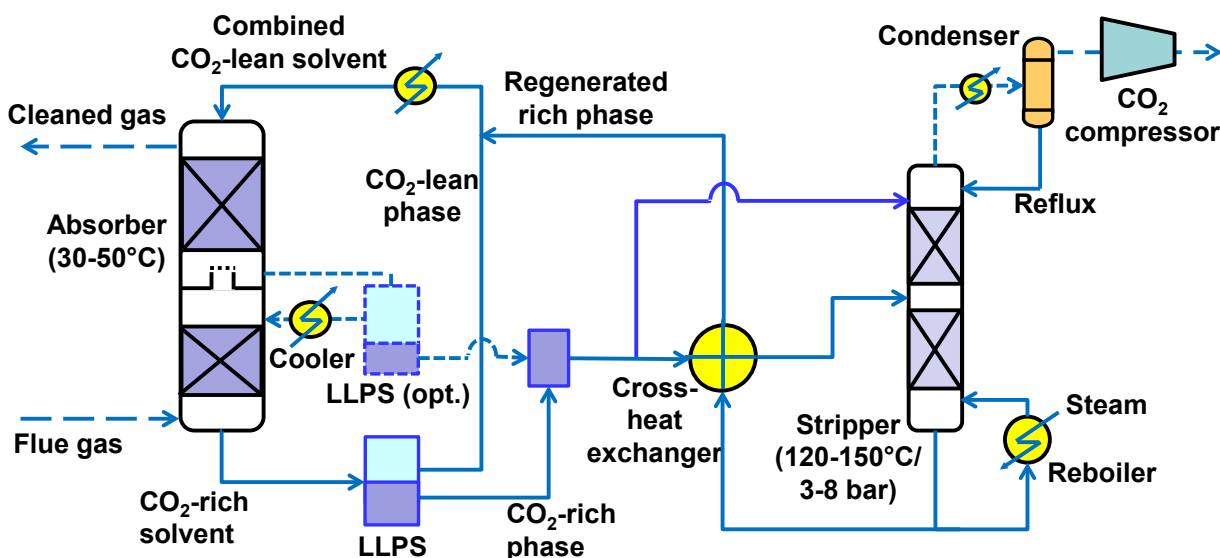 Combined
CO₂-lean solvent
Condenser
Regenerated
rich phase
Cleaned gas
CO₂
compressor
CO₂-lean
phase
Absorber
(30-50°C)
Reflux
Cooler
LLPS (opt.)
Cross-
heat
exchanger
Steam
Flue gas
Stripper
(120-150°C/
3-8 bar)
Reboiler
CO₂-rich
solvent
LLPS
CO₂-rich
phase